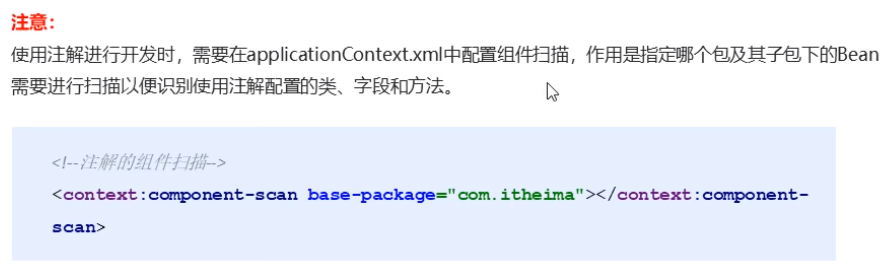 注意：
使用注解进行开发时，需要在applicationContext.xml中配置组件扫描，作用是指定哪个包及其子包下的Bean
需要进行扫描以便识别使用注解配置的类、字段和方法。
<!--注解的组件扫描-->
<context:component-scan base-package="com.itheima"></context:component-
scan>